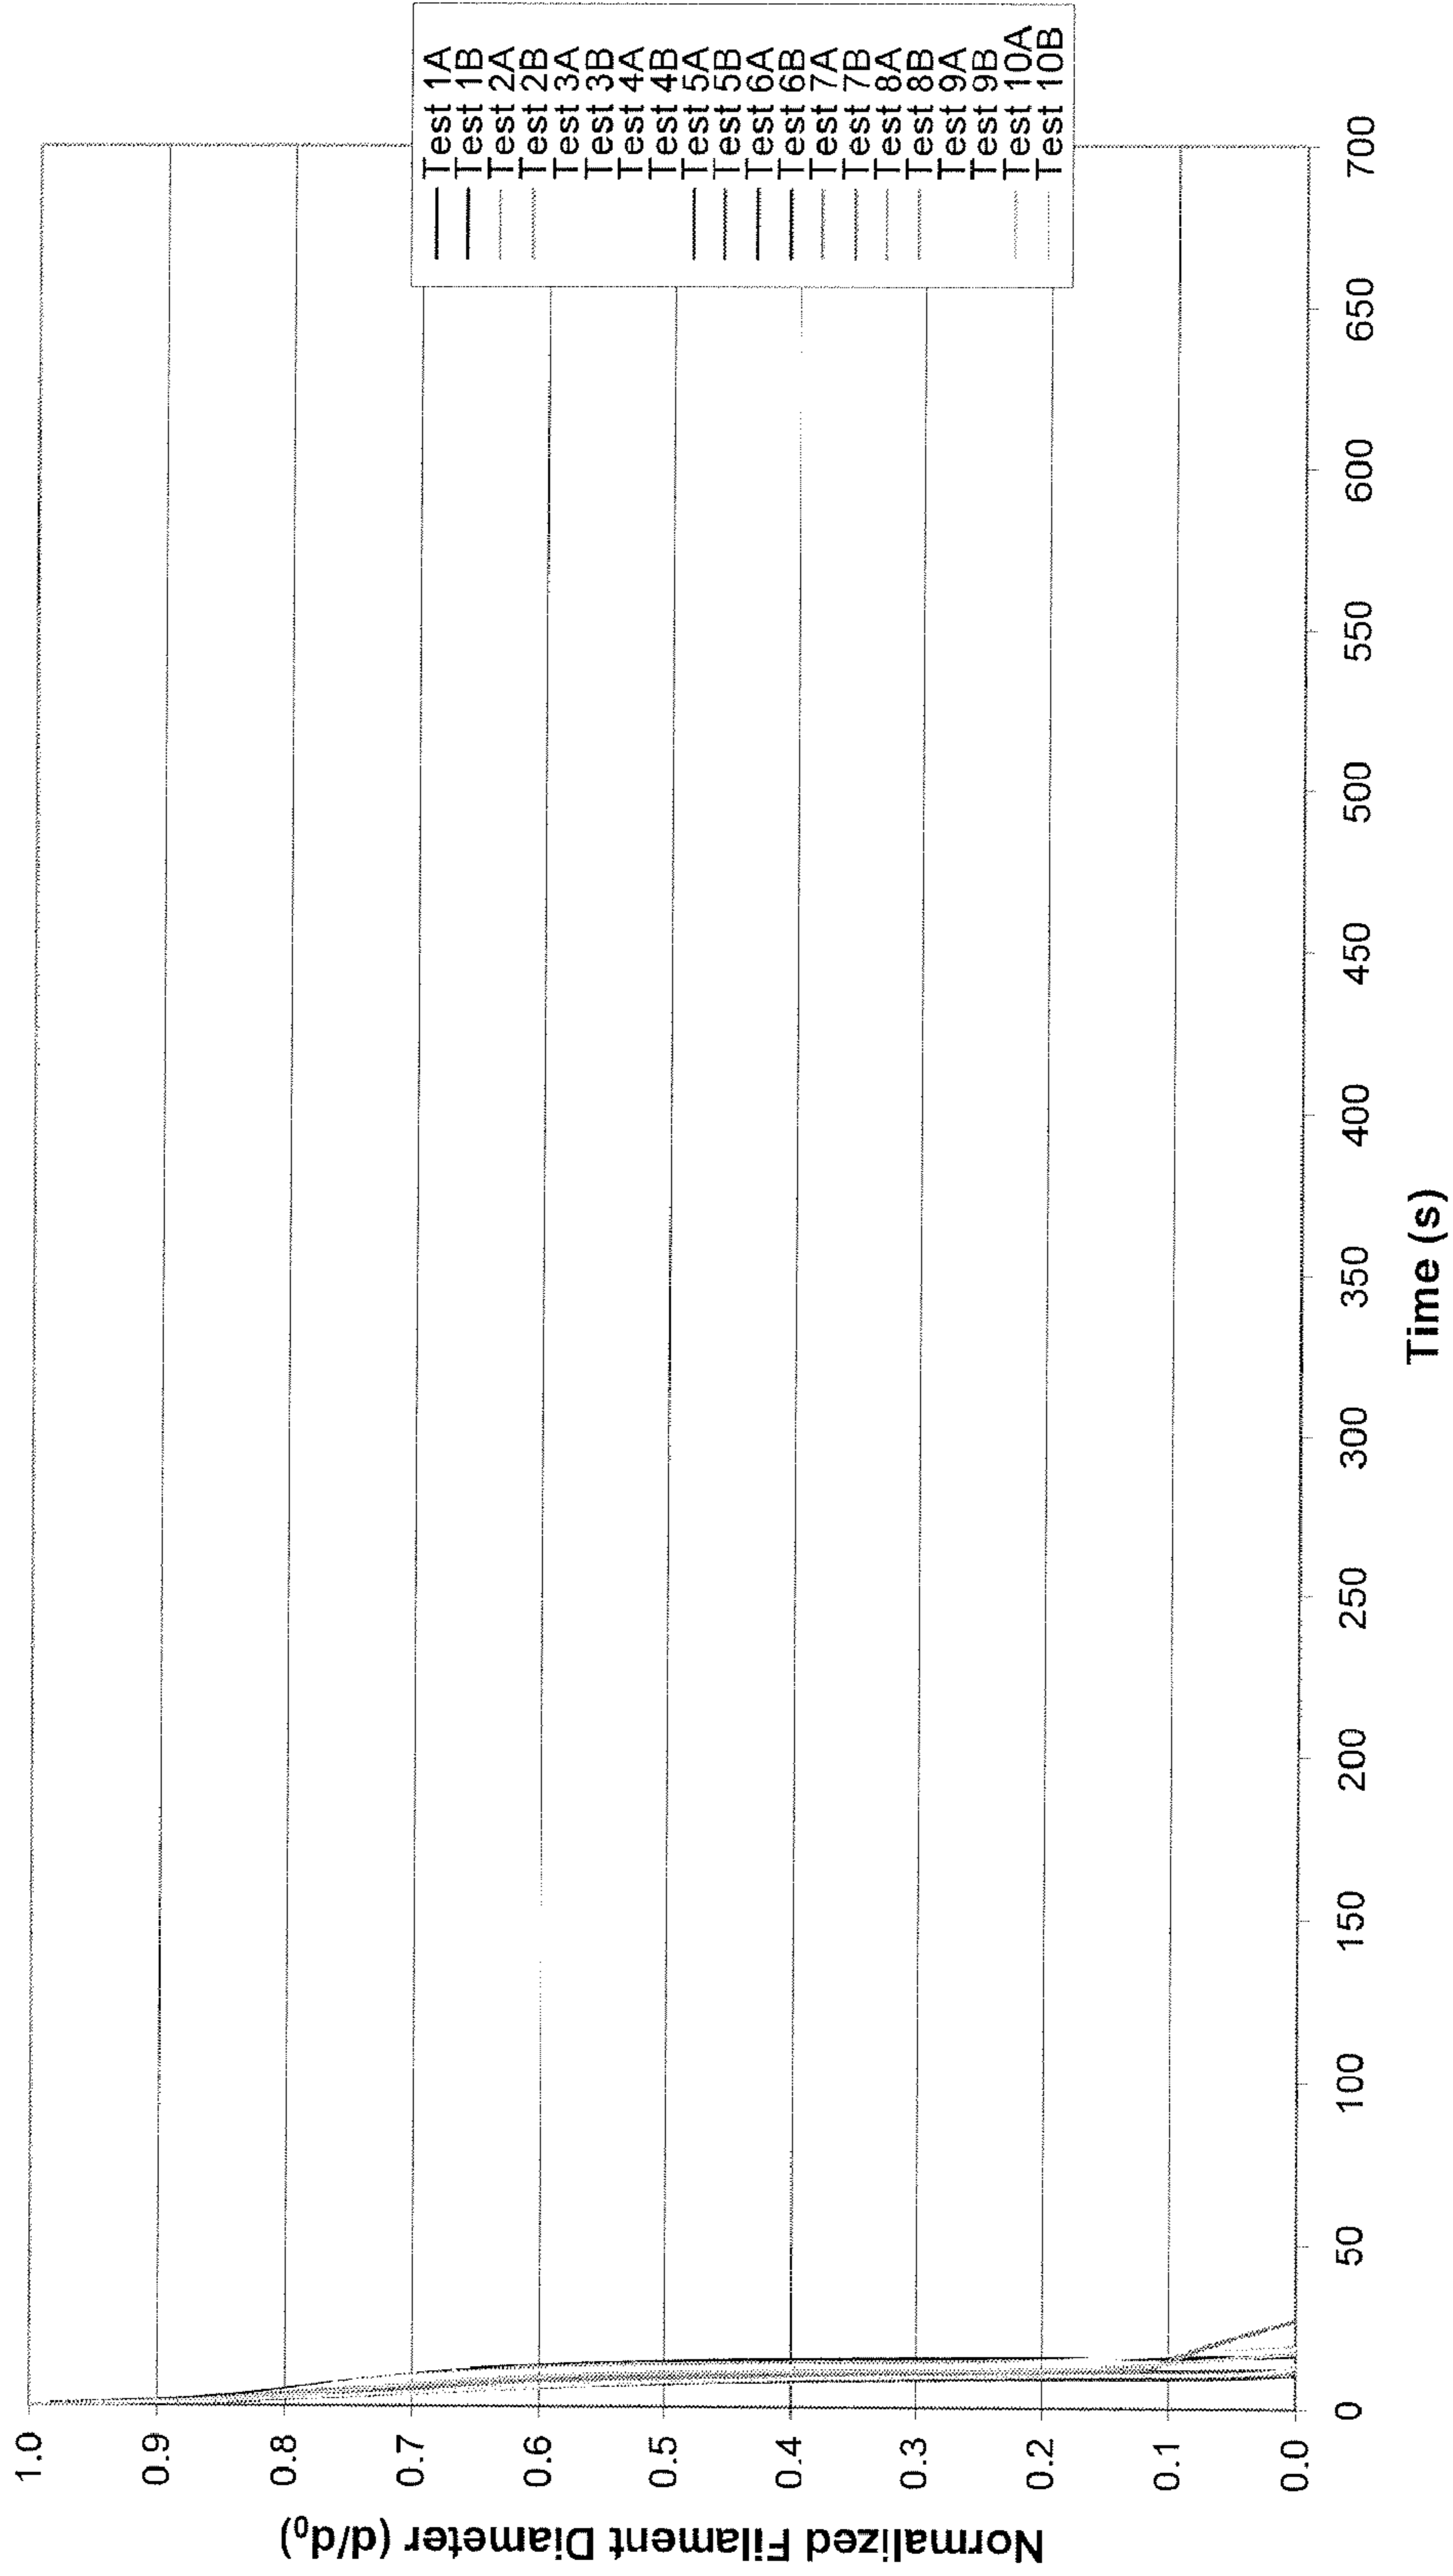 Normalized Filament Diameter (d/d0)
1.0
0.9
0.8
0.7
0.6
0.5
0.4
0.3
0.2
0.1
0.0
0
50
100
150
200
250
300
350
400
450
500
550
600
650
700
Time (s)
Test 1A
Test 1B
Test 2A
Test 2B
Test 3A
Test 3B
Test 4A
Test 4B
Test 5A
Test 5B
Test 6A
Test 6B
Test 7A
Test 7B
Test 8A
Test 8B
Test 9A
Test 9B
Test 10A
Test 10B